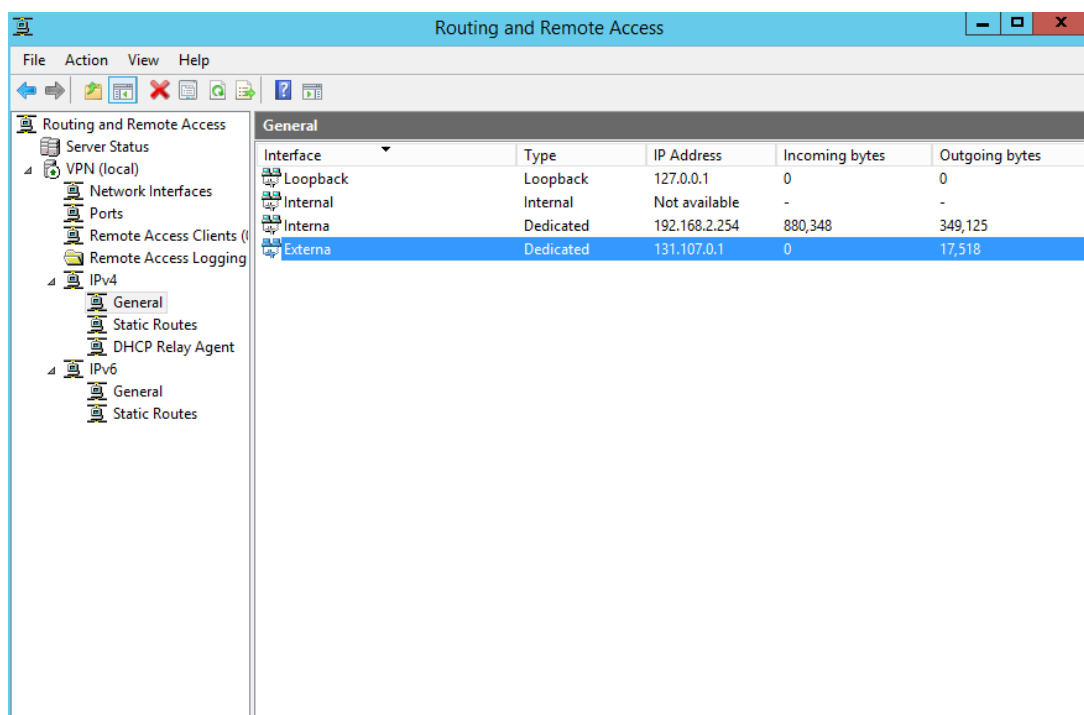 Routing and Remote Access
File Action View Help
Routing and Remote Access
Server Status
VPN (local)
Network Interfaces
Ports
Remote Access Clients (
Remote Access Logging
IPv4
General
Static Routes
DHCP Relay Agent
IPv6
General
Static Routes
General
Interface Type IP Address Incoming bytes Outgoing bytes
Loopback Loopback 127.0.0.1 0 0
Internal Internal Not available - -
Interna Dedicated 192.168.2.254 880,348 349,125
Externa Dedicated 131.107.0.1 0 17,518